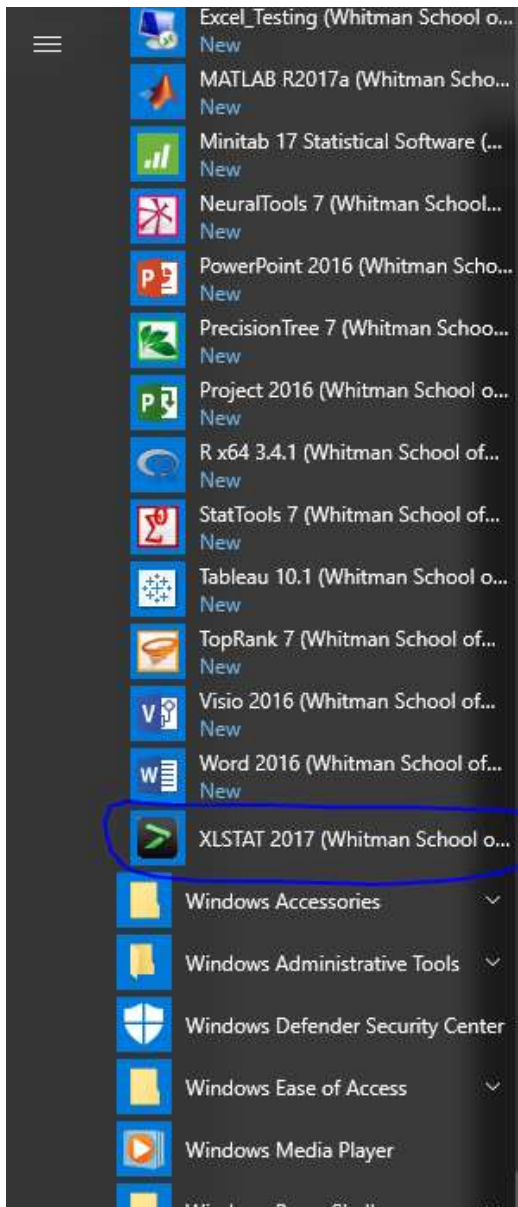 Excel_Testing (Whitman School o...
New
MATLAB R2017a (Whitman Scho...
New
Minitab 17 Statistical Software (...
New
NeuralTools 7 (Whitman School...
New
PowerPoint 2016 (Whitman Scho...
New
PrecisionTree 7 (Whitman Schoo...
New
Project 2016 (Whitman School o...
New
R x64 3.4.1 (Whitman School of...
New
StatTools 7 (Whitman School of...
New
Tableau 10.1 (Whitman School o...
New
TopRank 7 (Whitman School of...
New
Visio 2016 (Whitman School of...
New
Word 2016 (Whitman School of...
New
XLSTAT 2017 (Whitman School o...
Windows Accessories
Windows Administrative Tools
Windows Defender Security Center
Windows Ease of Access
Windows Media Player